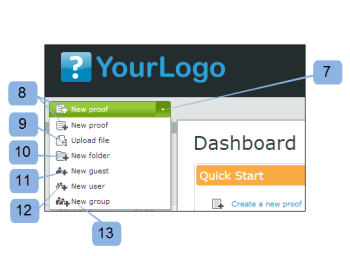 ? YourLogo
7
8
New proof
New proof
9
Upload file
10
New folder
11
New guest
12
New user
New group
13
Dashboard
Quick Start
Create a new proof